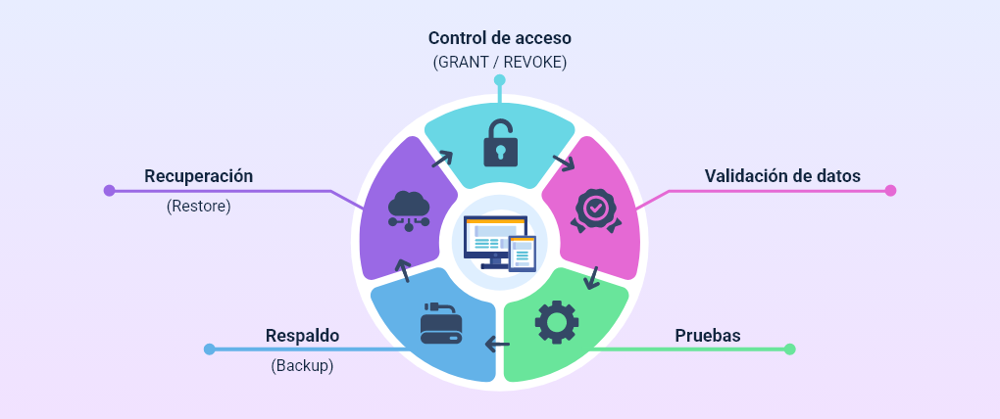 Control de acceso
(GRANT / REVOKE)
Recuperación
(Restore)
Validación de datos
Respaldo
(Backup)
Pruebas